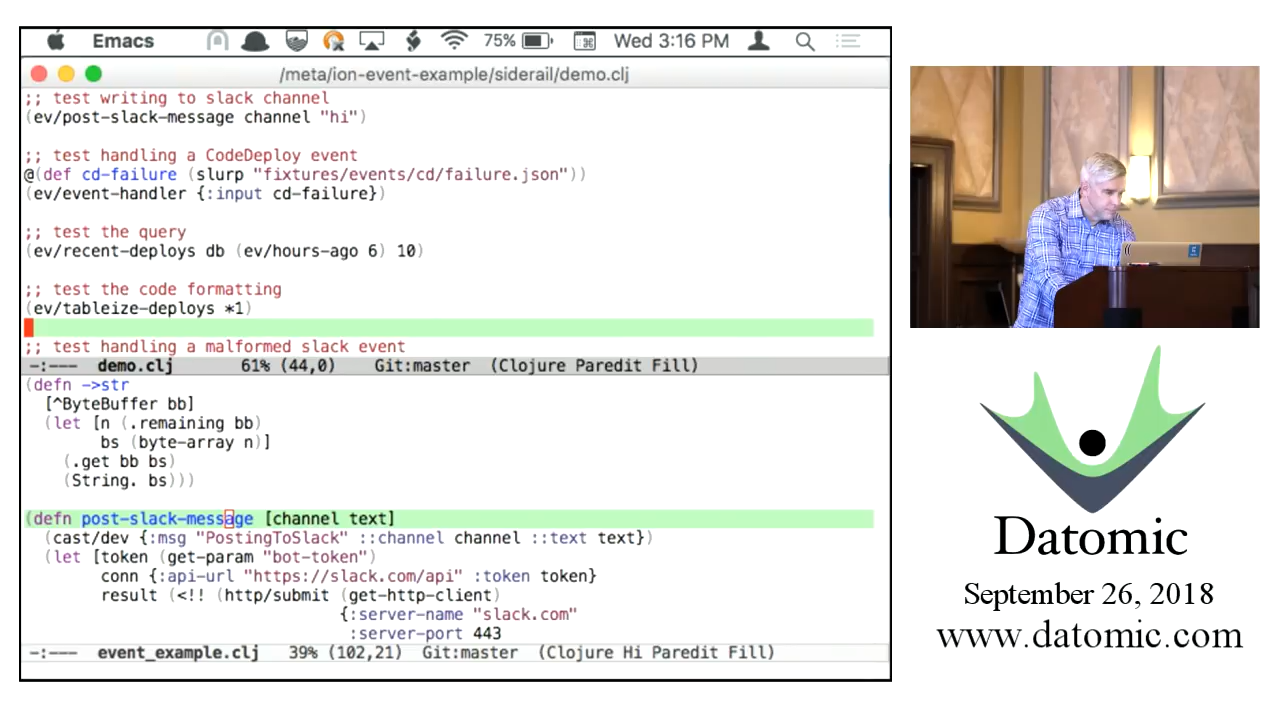 Emacs 75% Wed 3:16 PM
/meta/ion-event-example/siderail/demo.clj
;; test writing to slack channel
(ev/post-slack-message channel "hi")
;; test handling a CodeDeploy event
@(def cd-failure (slurp "fixtures/events/cd/failure.json"))
(ev/event-handler {:input cd-failure})
;; test the query
(ev/recent-deploys db (ev/hours-ago 6) 10)
;; test the code formatting
(ev/tableize-deploys *1)
;; test handling a malformed slack event
-:--- demo.clj 61% (44,0) Git:master (Clojure Paredit Fill)
(defn ->str
[^ByteBuffer bb]
(let [n (.remaining bb)
bs (byte-array n)]
(.get bb bs)
(String. bs)))
(defn post-slack-message [channel text]
(cast/dev {:msg "PostingToSlack" ::channel channel ::text text})
(let [token (get-param "bot-token")
conn {:api-url "https://slack.com/api" :token token}
result (<!! (http/submit (get-http-client)
{:server-name "slack.com"
:server-port 443
-:--- event_example.clj 39% (102,21) Git:master (Clojure Hi Paredit Fill)
Datomic
September 26, 2018
www.datomic.com